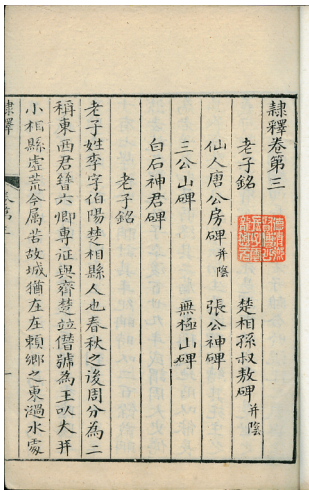 隸釋卷第三
老子銘 楚相孫叔敖碑 并陰
仙人唐公房碑 并陰 張公神碑
三公山碑 無極山碑
白石神君碑
老子銘
老子姓李字伯陽楚相縣人也春秋之後周分為二
稱東西君晉六卿專証與齊楚竝僭號為王以大并
小相縣虛荒今属苦故城猶在在賴鄉之東渦水處
隸釋